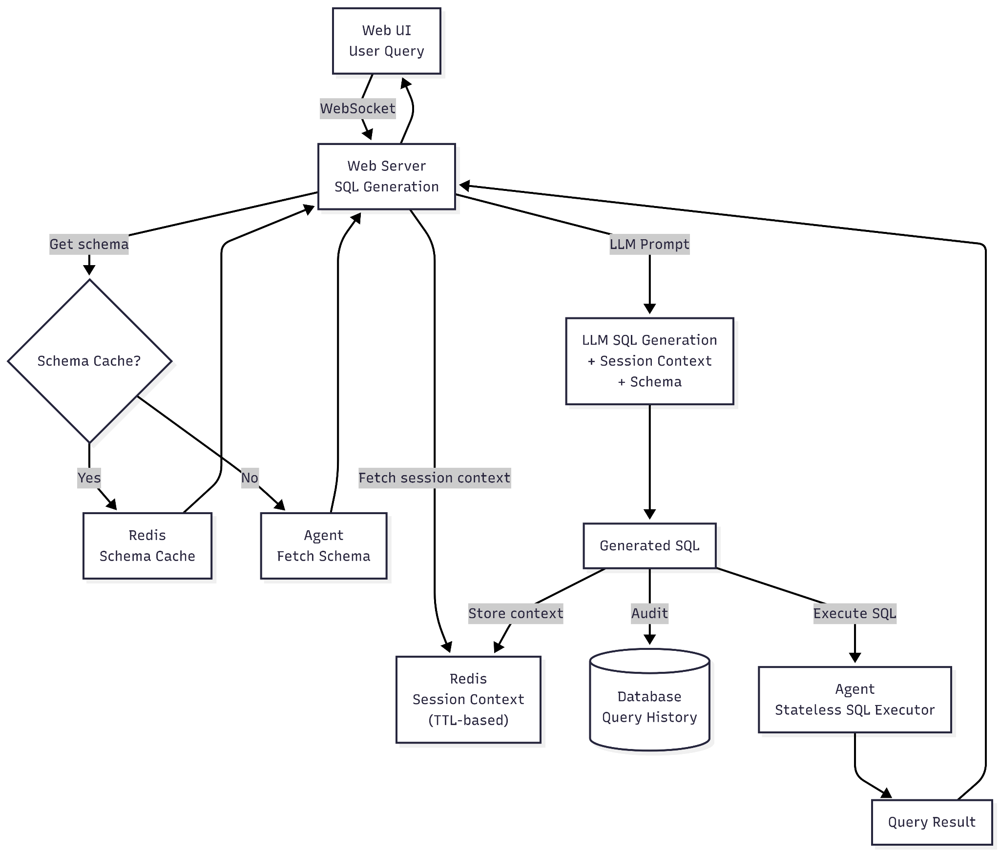 Web UI
User Query
WebSocket
Web Server
SQL Generation
Get schema
LLM Prompt
LLM SQL Generation
+ Session Context
+ Schema
Schema Cache?
Yes
No
Fetch session context
Redis
Schema Cache
Agent
Fetch Schema
Generated SQL
Store context
Audit
Execute SQL
Redis
Session Context
(TTL-based)
Database
Query History
Agent
Stateless SQL Executor
Query Result